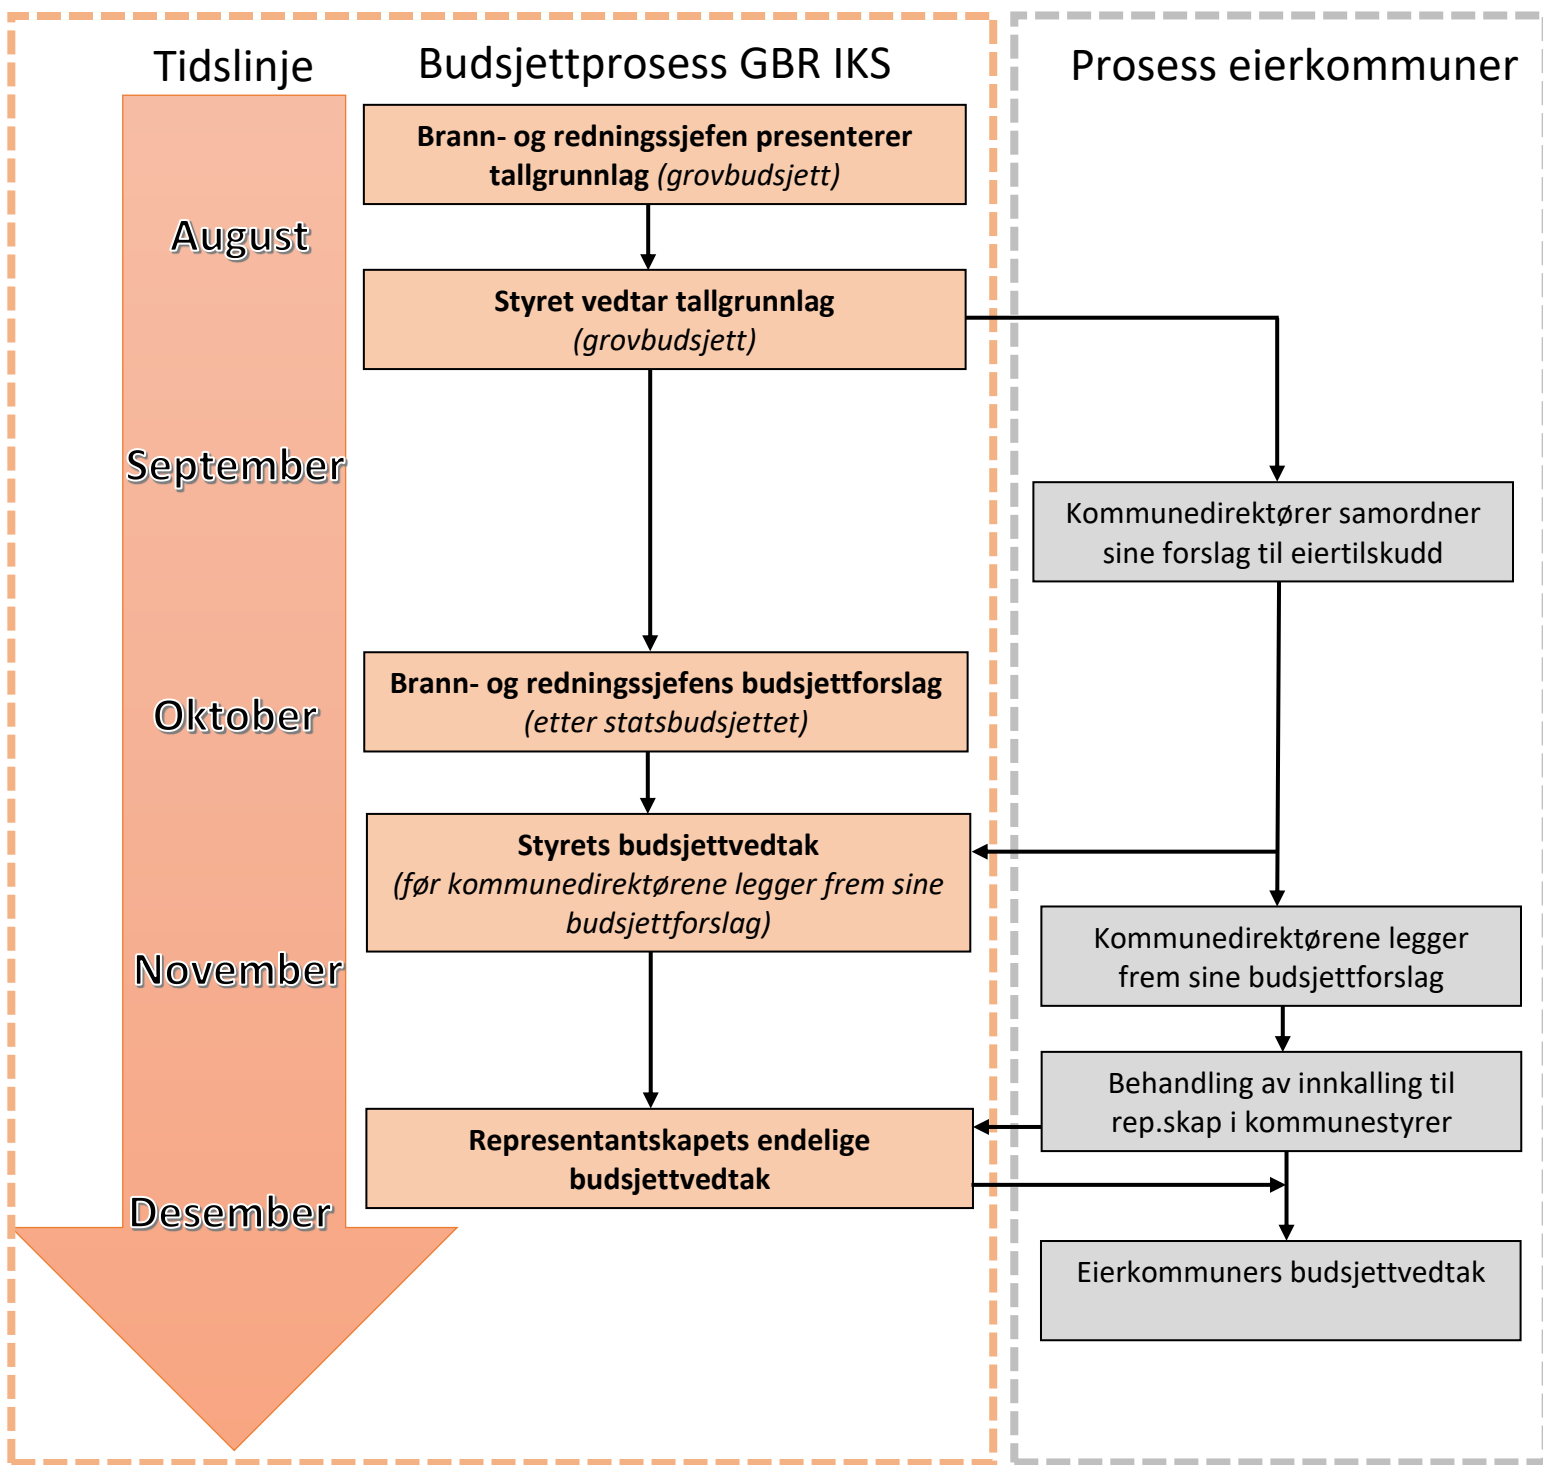 Tidslinje
Budsjettprosess GBR IKS
Prosess eierkommuner
August
September
Oktober
November
Desember
Brann- og redningssjefen presenterer
tallgrunnlag (grovbudsjett)
Styret vedtar tallgrunnlag
(grovbudsjett)
Brann- og redningssjefens budsjettforslag
(etter statsbudsjettet)
Styrets budsjettvedtak
(før kommunedirektørene legger frem sine
budsjettforslag)
Representantskapets endelige
budsjettvedtak
Kommunedirektører samordner
sine forslag til eiertilskudd
Kommunedirektørene legger
frem sine budsjettforslag
Behandling av innkalling til
rep.skap i kommunestyrer
Eierkommuners budsjettvedtak